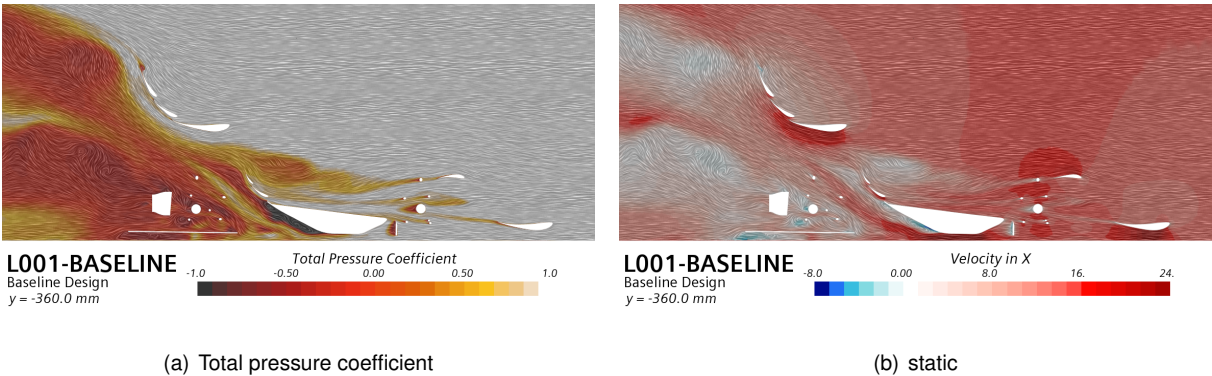 L001-BASELINE
Baseline Design
y = -360.0 mm
Total Pressure Coefficient
-1.0 -0.50 0.00 0.50 1.0
L001-BASELINE
Baseline Design
y = -360.0 mm
Velocity in X
-8.0 0.00 8.0 16. 24.
(a) Total pressure coefficient
(b) static